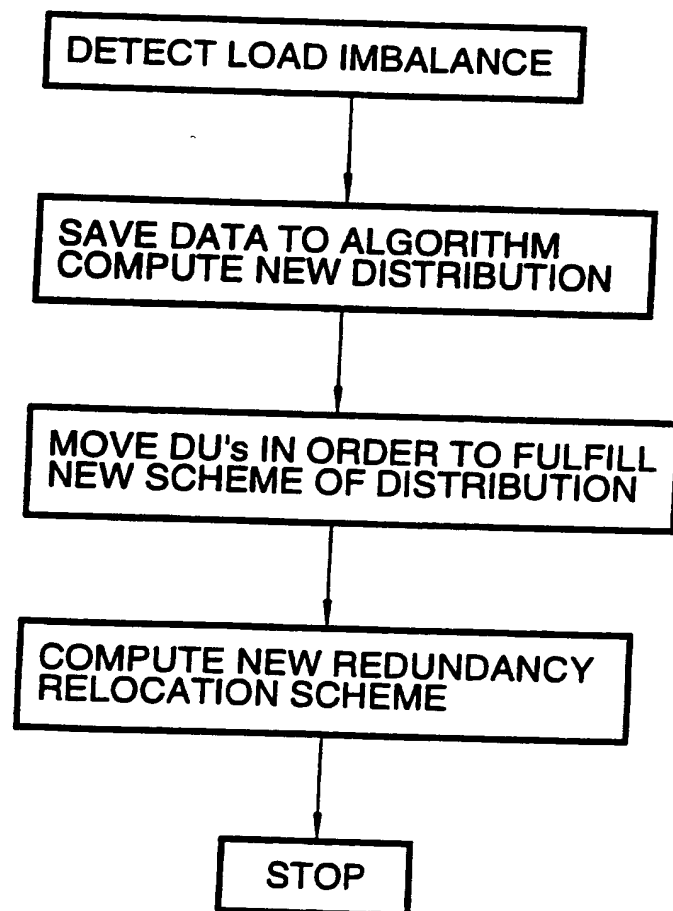 DETECT LOAD IMBALANCE
SAVE DATA TO ALGORITHM
COMPUTE NEW DISTRIBUTION
MOVE DU's IN ORDER TO FULFILL
NEW SCHEME OF DISTRIBUTION
COMPUTE NEW REDUNDANCY
RELOCATION SCHEME
STOP